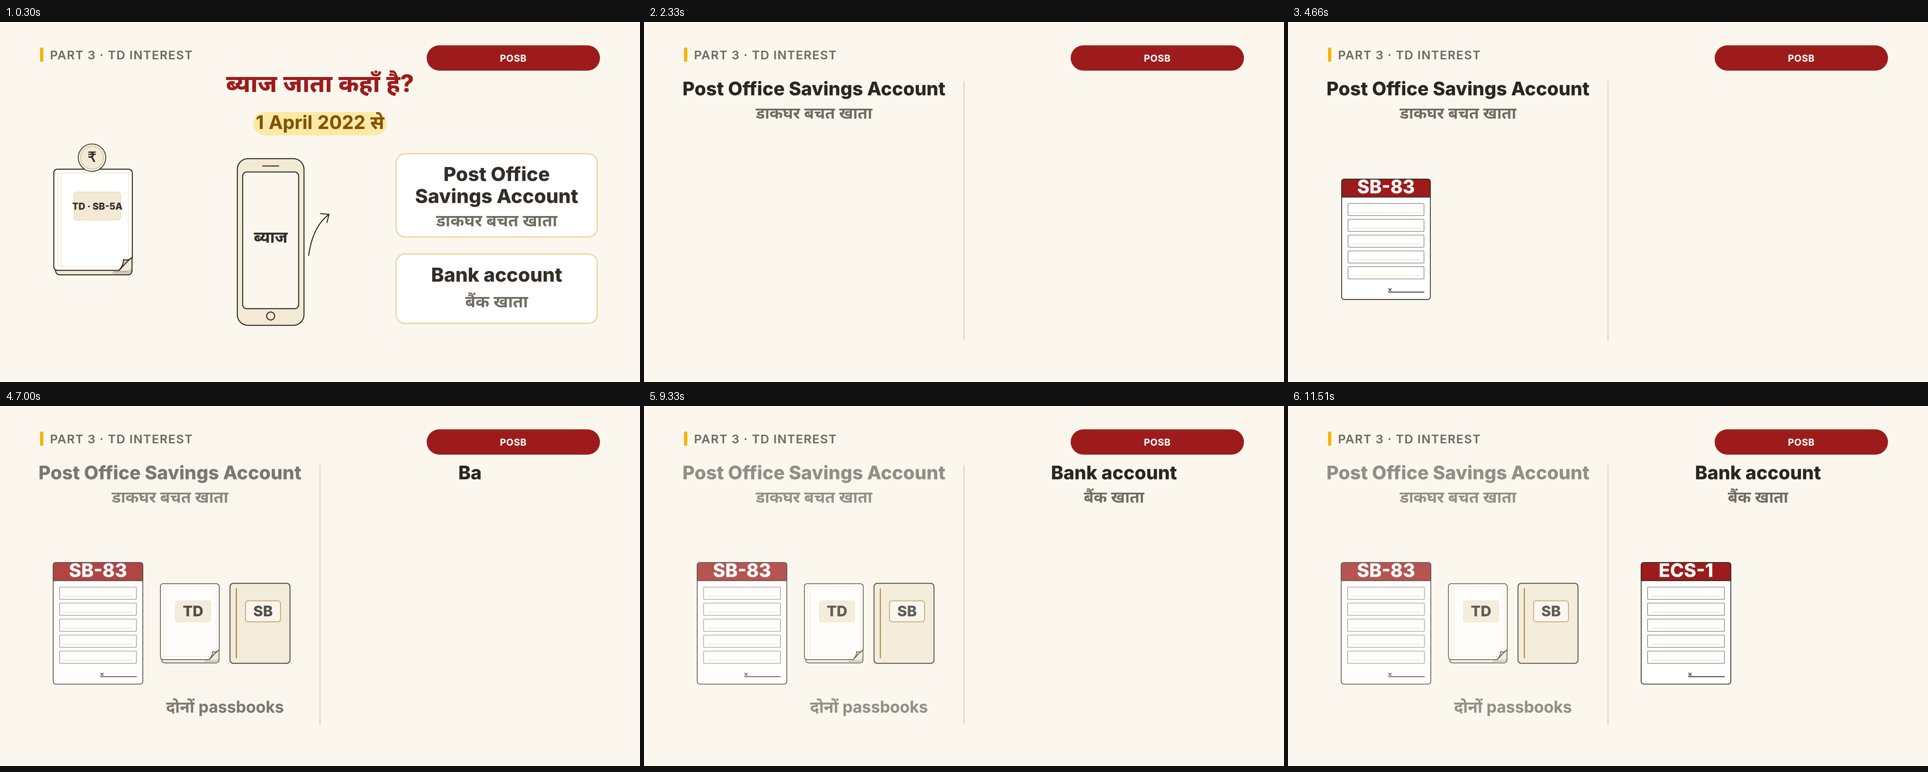 1. 0.30s
PART 3 · TD INTEREST
POSB
ब्याज जाता कहाँ है?
1 April 2022 से
₹
TD · SB-5A
ब्याज
Post Office
Savings Account
डाकघर बचत खाता
Bank account
बैंक खाता
2. 2.33s
PART 3 · TD INTEREST
POSB
Post Office Savings Account
डाकघर बचत खाता
3. 4.66s
PART 3 · TD INTEREST
POSB
Post Office Savings Account
डाकघर बचत खाता
SB-83
x
4. 7.00s
PART 3 · TD INTEREST
POSB
Post Office Savings Account
डाकघर बचत खाता
Ba
SB-83
TD
SB
x
दोनों passbooks
5. 9.33s
PART 3 · TD INTEREST
POSB
Post Office Savings Account
डाकघर बचत खाता
Bank account
बैंक खाता
SB-83
TD
SB
x
दोनों passbooks
6. 11.51s
PART 3 · TD INTEREST
POSB
Post Office Savings Account
डाकघर बचत खाता
Bank account
बैंक खाता
SB-83
TD
SB
x
दोनों passbooks
ECS-1
x